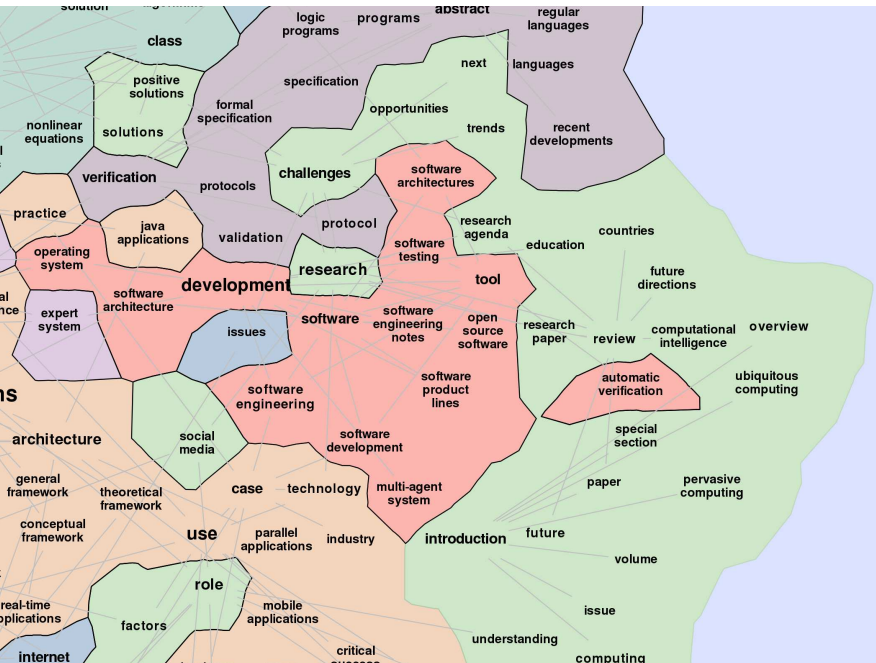 solution
class
positive
solutions
solutions
nonlinear
equations
verification
practice
java
applications
operating
system
expert
system
software
architecture
development
issues
logic
programs
programs
abstract
regular
languages
specification
next
languages
formal
specification
opportunities
trends
recent
developments
protocols
challenges
software
architectures
validation
protocol
research
agenda
research
software
testing
education
countries
tool
future
directions
software
software
engineering
notes
open
source
software
research
paper
review
computational
intelligence
overview
software
engineering
software
product
lines
automatic
verification
ubiquitous
computing
social
media
software
development
special
section
architecture
general
framework
theoretical
framework
conceptual
framework
case
technology
multi-agent
system
paper
pervasive
computing
use
parallel
applications
industry
introduction
future
volume
role
factors
mobile
applications
issue
real-time
internet
critical
understanding
computing